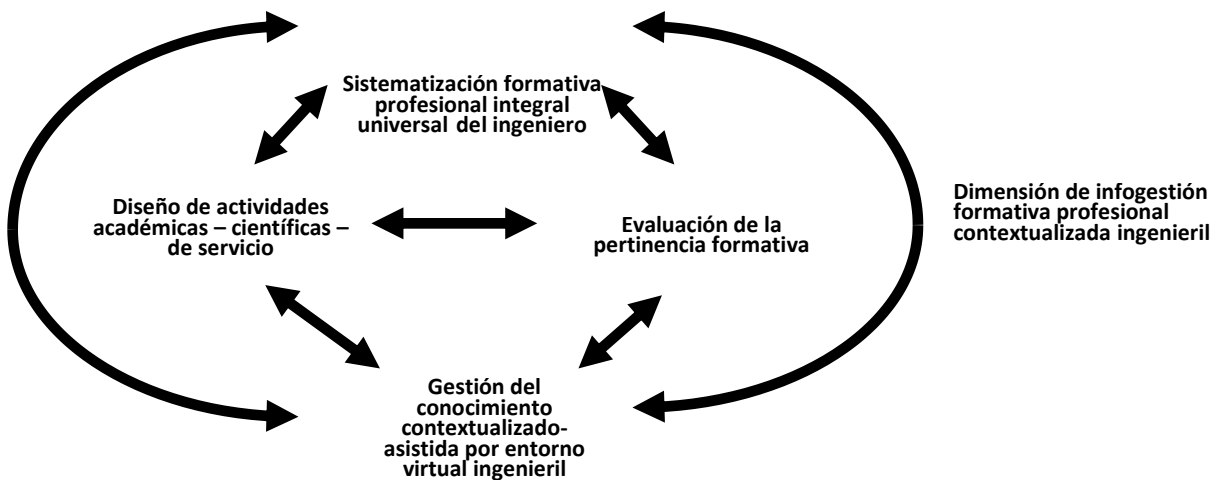 Sistematización formativa
profesional integral
universal del ingeniero
Diseño de actividades
académicas – científicas –
de servicio
Evaluación de la
pertinencia formativa
Dimensión de infogestión
formativa profesional
contextualizada ingenieril
Gestión del
conocimiento
contextualizado-
asistida por entorno
virtual ingenieril